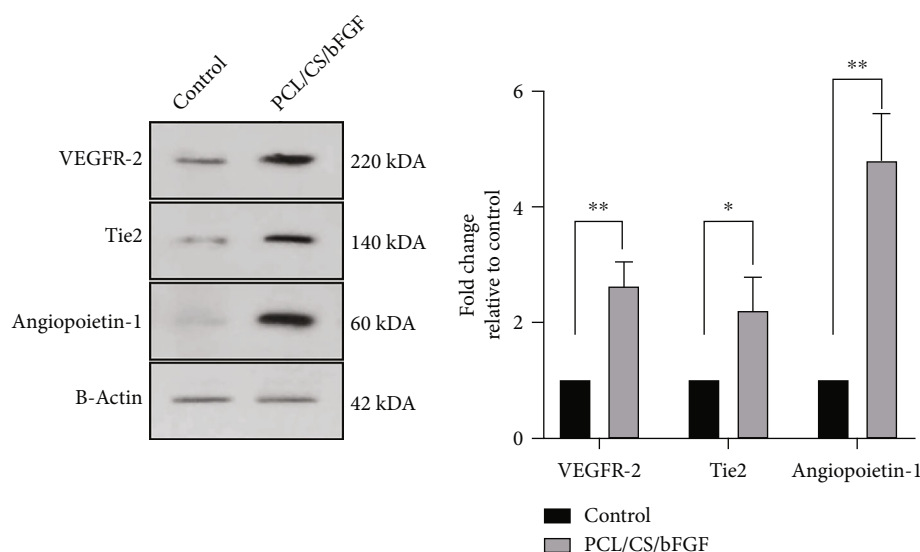 Control PCL/CS/bFGF
VEGFR-2 220 kDA
Tie2 140 kDA
Angiopoietin-1 60 kDA
B-Actin 42 kDA
Fold change
relative to control
6
4
2
0
** * **
VEGFR-2 Tie2 Angiopoietin-1
Control
PCL/CS/bFGF